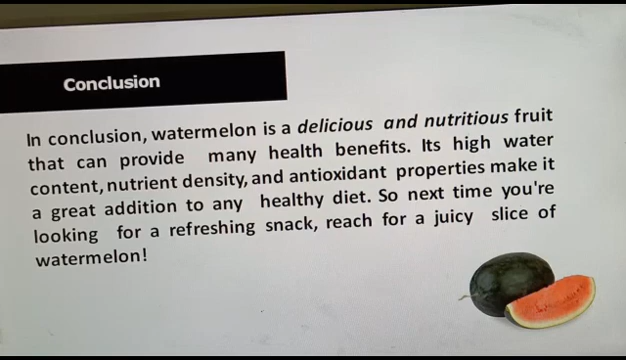 Conclusion
In conclusion, watermelon is a delicious and nutritious fruit
that can provide many health benefits. Its high water
content, nutrient density, and antioxidant properties make it
a great addition to any healthy diet. So next time you're
looking for a refreshing snack, reach for a juicy slice of
watermelon!